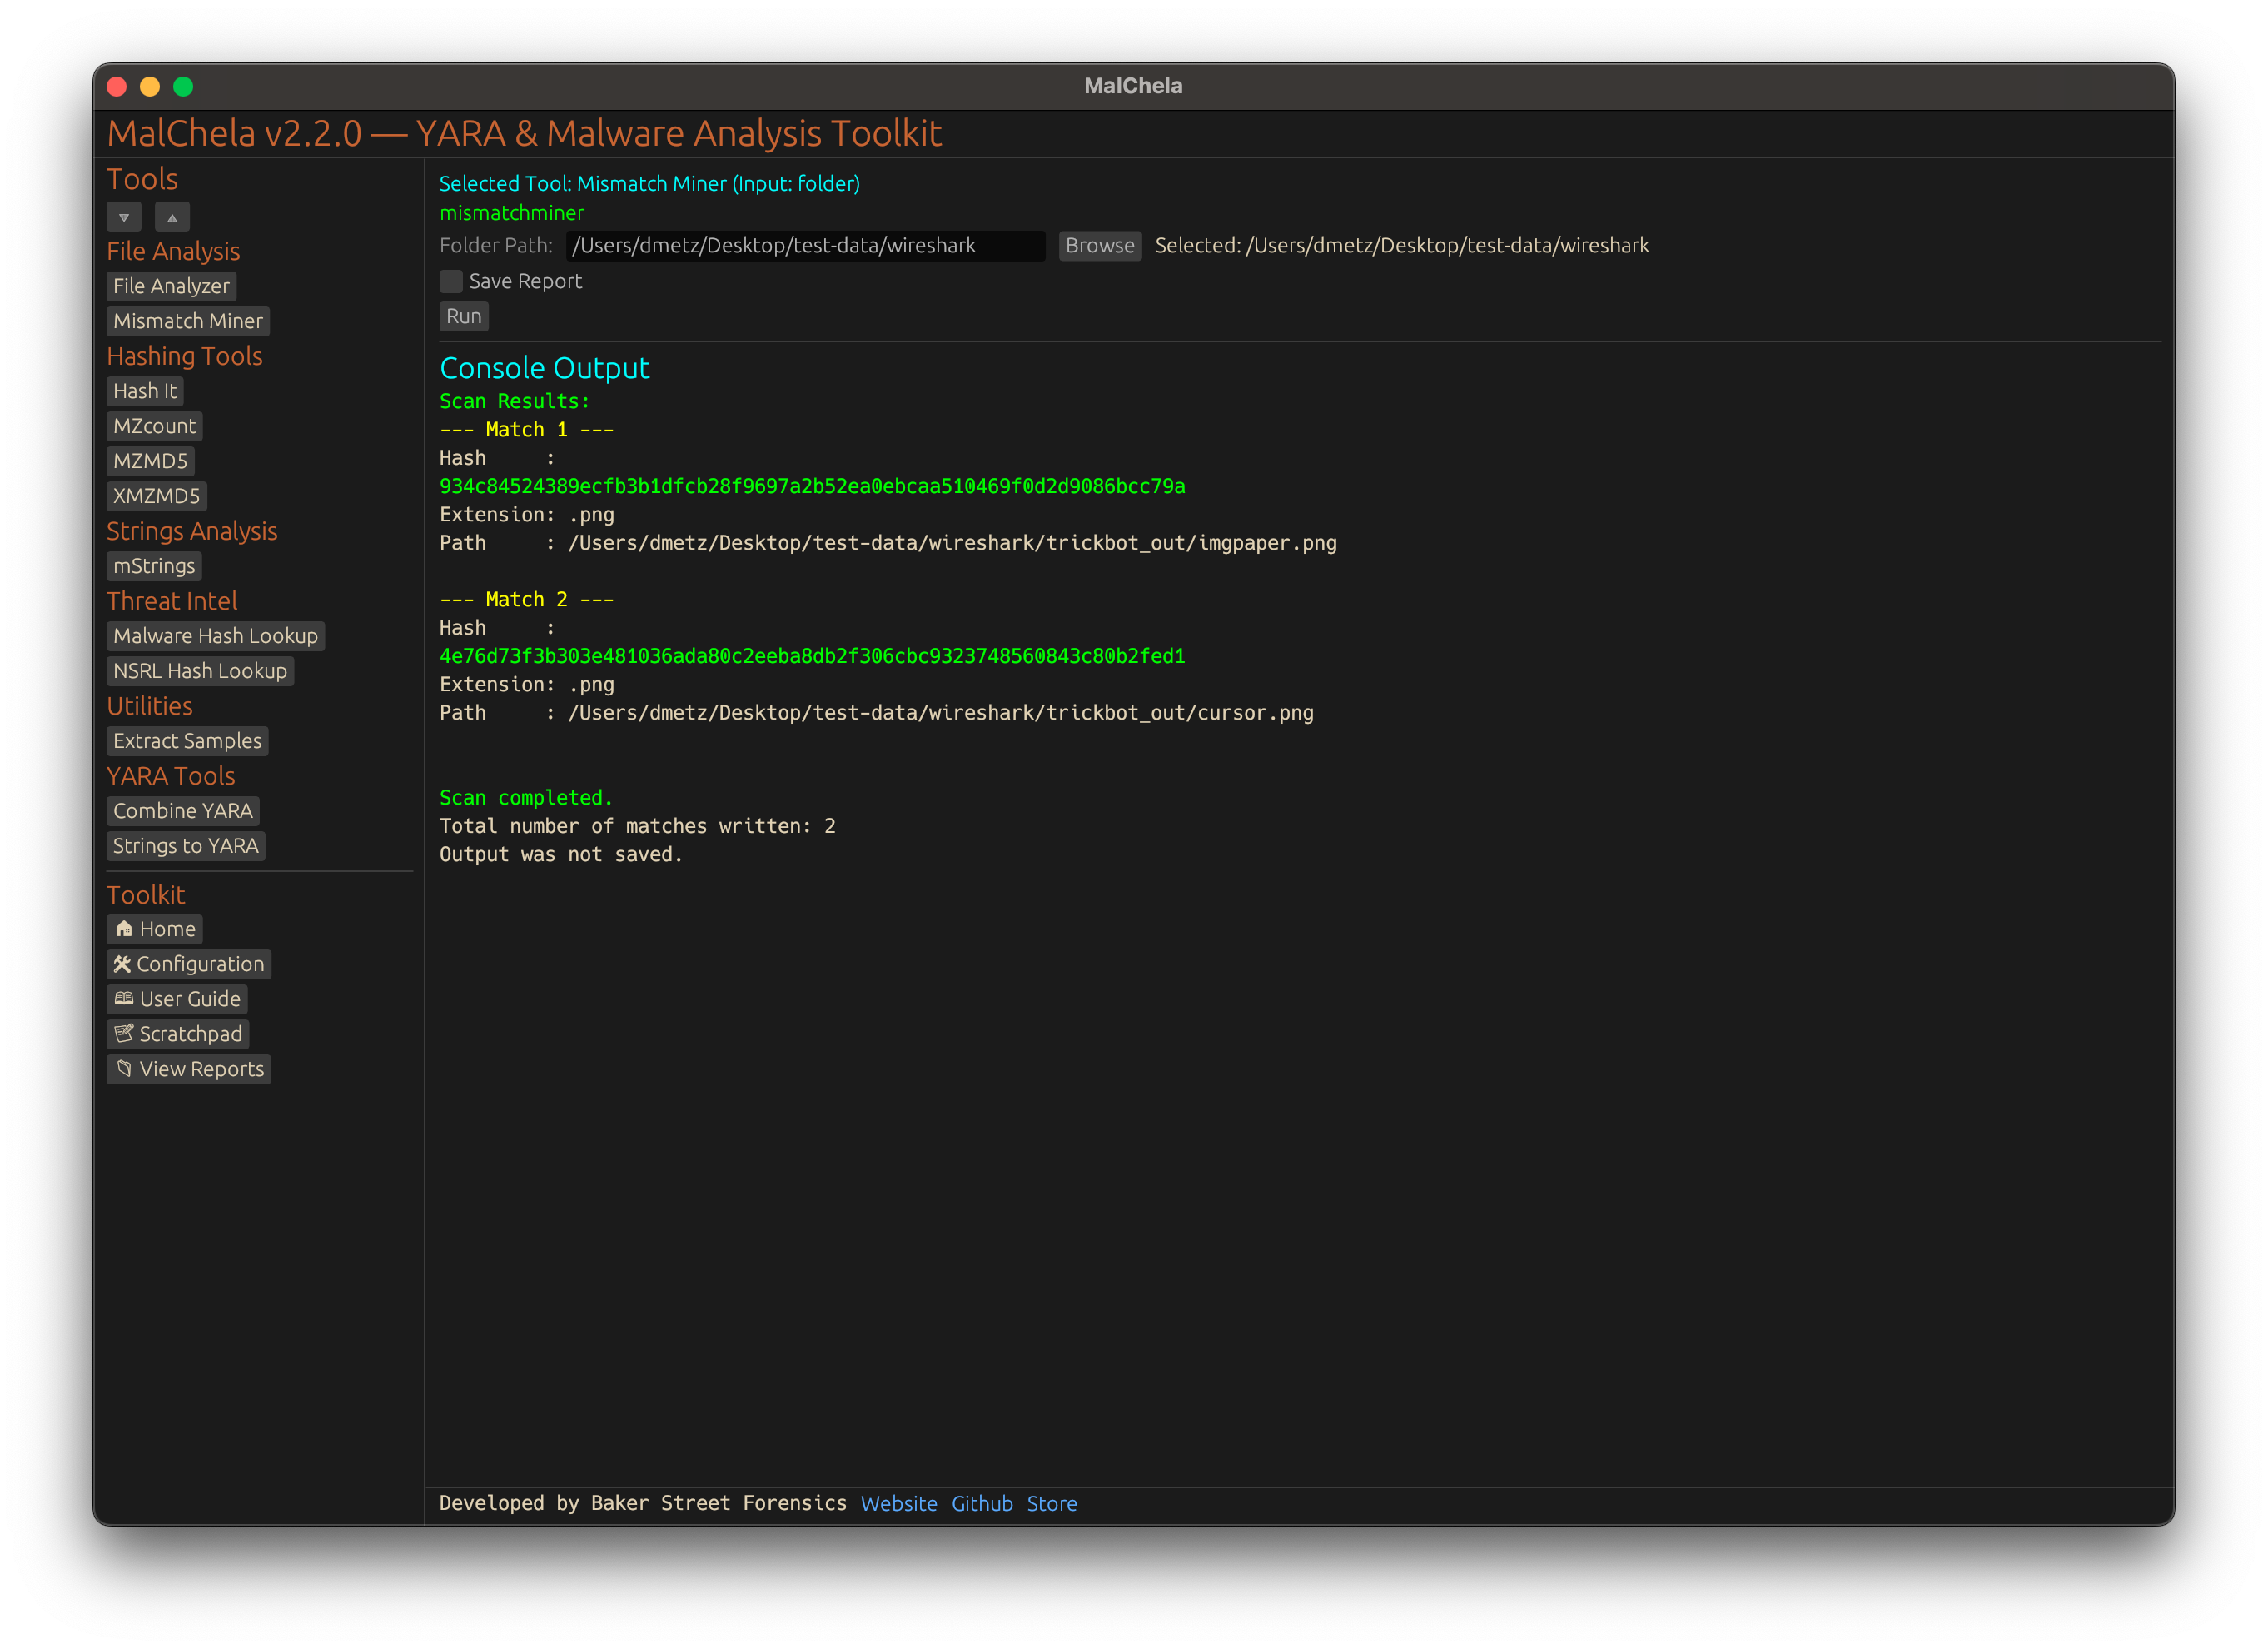 MalChela
MalChela v2.2.0 — YARA & Malware Analysis Toolkit
Tools
File Analysis
File Analyzer
Mismatch Miner
Hashing Tools
Hash It
MZcount
MZMD5
XMZMD5
Strings Analysis
mStrings
Threat Intel
Malware Hash Lookup
NSRL Hash Lookup
Utilities
Extract Samples
YARA Tools
Combine YARA
Strings to YARA
Toolkit
Home
Configuration
User Guide
Scratchpad
View Reports
Selected Tool: Mismatch Miner (Input: folder)
mismatchminer
Folder Path: /Users/dmetz/Desktop/test-data/wireshark Browse Selected: /Users/dmetz/Desktop/test-data/wireshark
Save Report
Run
Console Output
Scan Results:
--- Match 1 ---
Hash     :
934c84524389ecfb3b1dfcb28f9697a2b52ea0ebcaa510469f0d2d9086bcc79a
Extension: .png
Path     : /Users/dmetz/Desktop/test-data/wireshark/trickbot_out/imgpaper.png
--- Match 2 ---
Hash     :
4e76d73f3b303e481036ada80c2eeba8db2f306cbc9323748560843c80b2fed1
Extension: .png
Path     : /Users/dmetz/Desktop/test-data/wireshark/trickbot_out/cursor.png
Scan completed.
Total number of matches written: 2
Output was not saved.
Developed by Baker Street Forensics Website Github Store